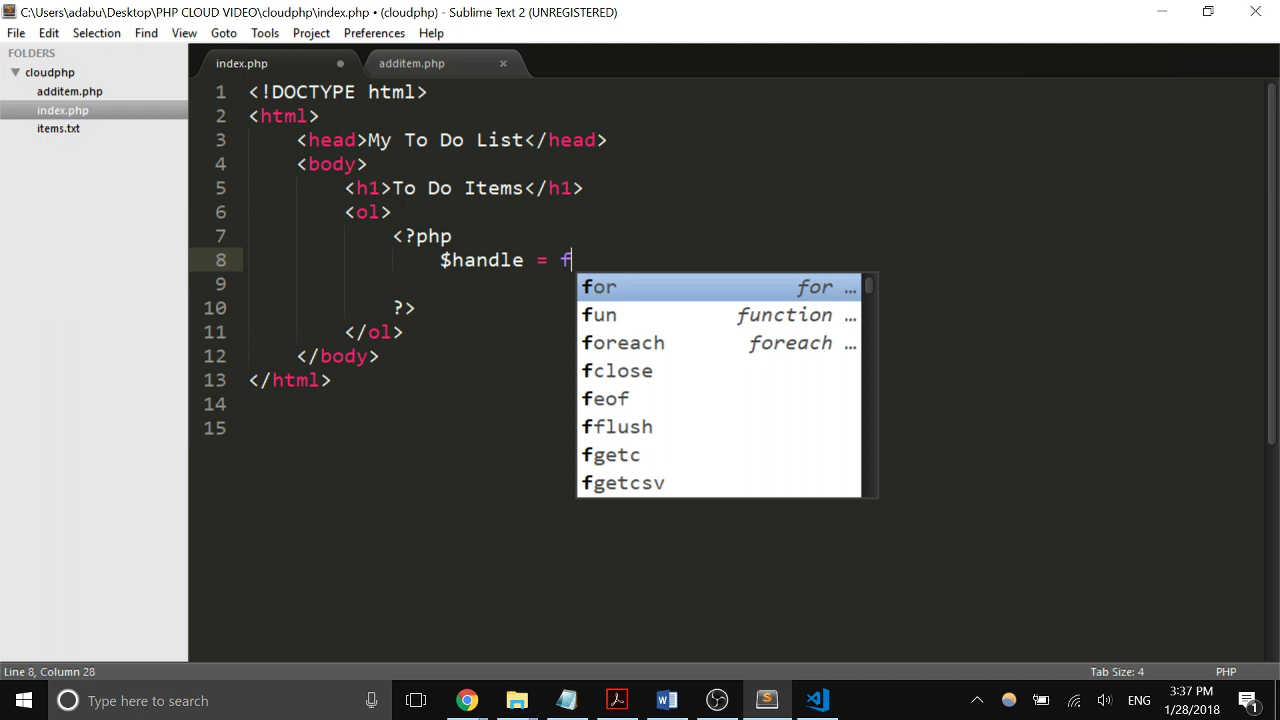 C:\Users\adabu\Desktop\PHP CLOUD VIDEO\cloudphp\index.php • (cloudphp) - Sublime Text 2 (UNREGISTERED)
File Edit Selection Find View Goto Tools Project Preferences Help
FOLDERS
cloudphp
additem.php
index.php
items.txt
index.php additem.php
1 <!DOCTYPE html>
2 <html>
3 <head>My To Do List</head>
4 <body>
5 <h1>To Do Items</h1>
6 <ol>
7 <?php
8 $handle = f
9
10 ?>
11 </ol>
12 </body>
13 </html>
14
15
for for …
fun function …
foreach foreach …
fclose
feof
fflush
fgetc
fgetcsv
Line 8, Column 28 Tab Size: 4 PHP
Type here to search
ENG
3:37 PM
1/28/2018
1